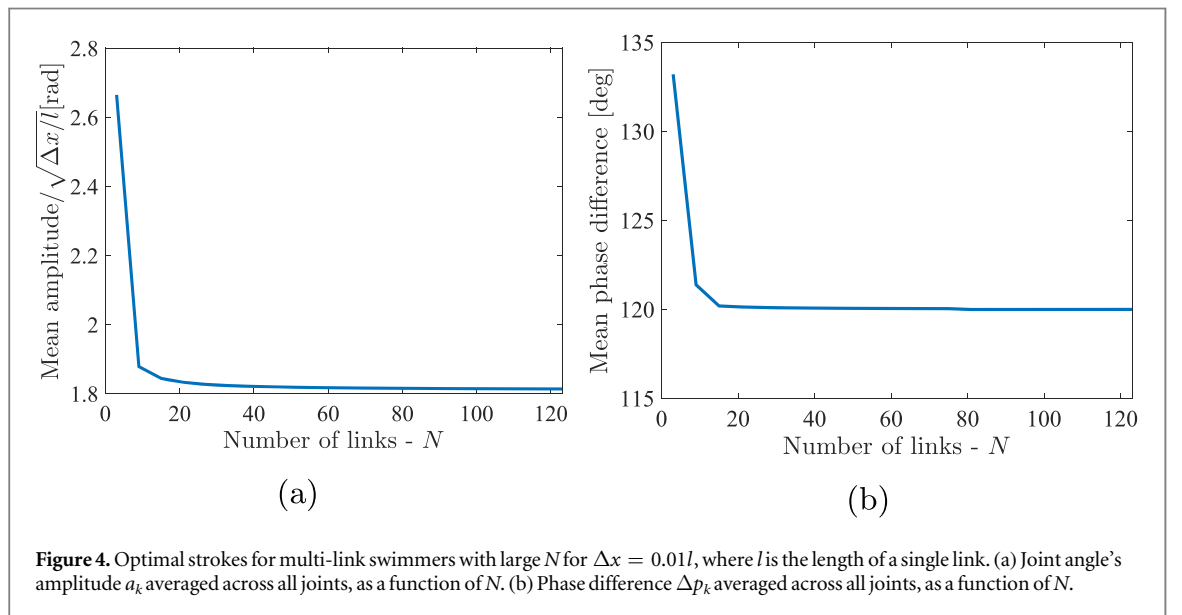 2.8
2.6
2.4
2.2
2
1.8
0 20 40 60 80 100 120
Mean amplitude/√Δx/l[rad]
Number of links - N
(a)
135
130
125
120
115
0 20 40 60 80 100 120
Mean phase difference [deg]
Number of links - N
(b)
Figure 4. Optimal strokes for multi-link swimmers with large N for Δx = 0.01l, where l is the length of a single link. (a) Joint angle's
amplitude aₖ averaged across all joints, as a function of N. (b) Phase difference Δpₖ averaged across all joints, as a function of N.